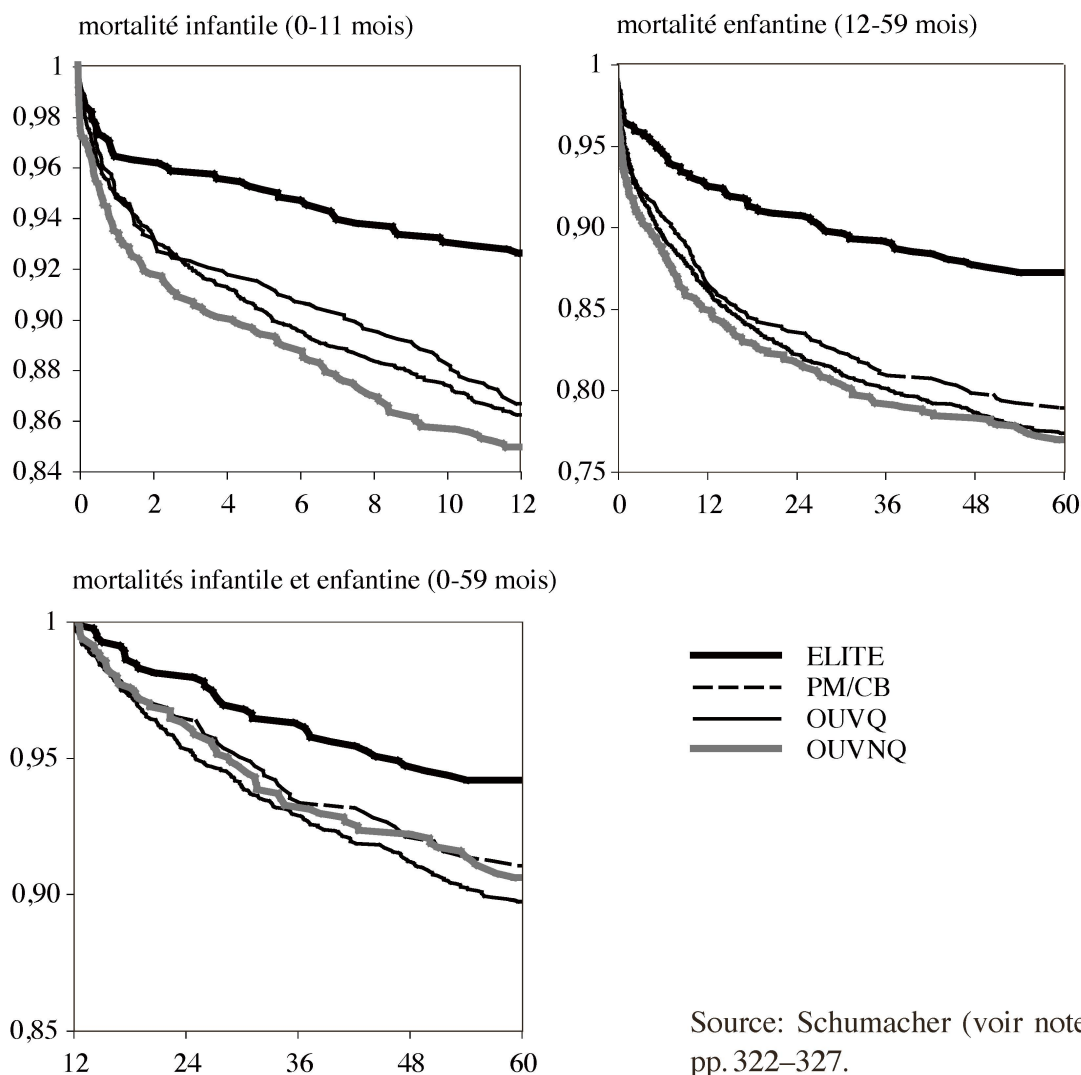 mortalité infantile (0-11 mois)
1
0,98
0,96
0,94
0,92
0,90
0,88
0,86
0,84
0 2 4 6 8 10 12
mortalité enfantine (12-59 mois)
1
0,95
0,90
0,85
0,80
0,75
0 12 24 36 48 60
mortalités infantile et enfantine (0-59 mois)
1
0,95
0,90
0,85
12 24 36 48 60
ELITE
PM/CB
OUVQ
OUVNQ
Source: Schumacher (voir note
pp. 322–327.